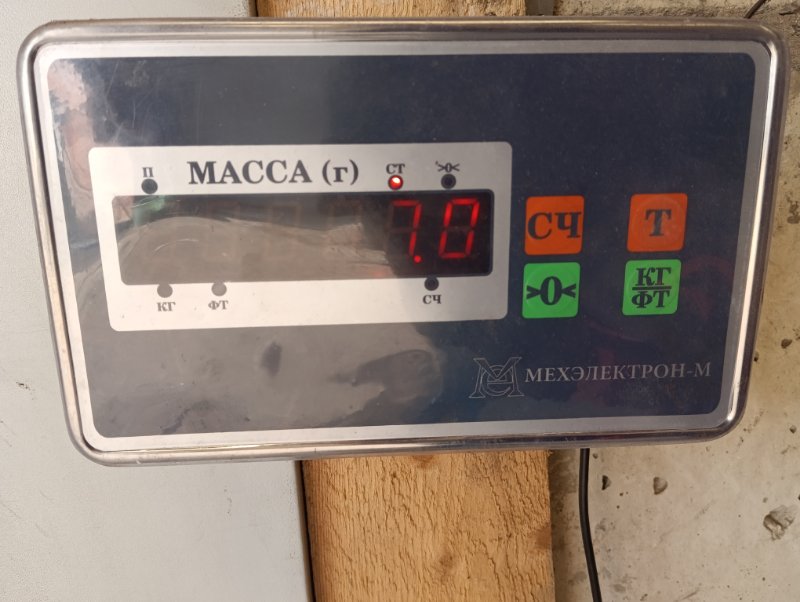 П МАССА (г) СТ >0<
7.0
КГ ФТ СЧ
СЧ Т
>0< КГ
ФТ
МЕХЭЛЕКТРОН-М